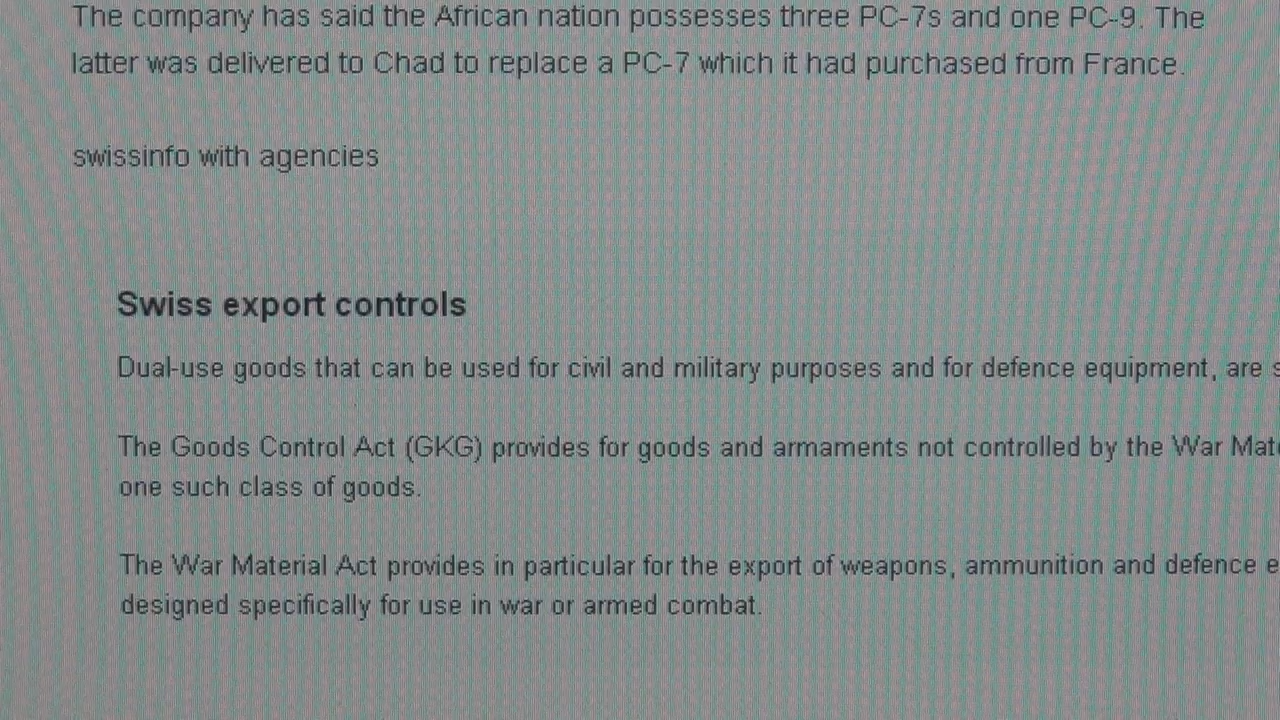 The company has said the African nation possesses three PC-7s and one PC-9. The
latter was delivered to Chad to replace a PC-7 which it had purchased from France.
swissinfo with agencies
Swiss export controls
Dual-use goods that can be used for civil and military purposes and for defence equipment, are
The Goods Control Act (GKG) provides for goods and armaments not controlled by the War
one such class of goods.
The War Material Act provides in particular for the export of weapons, ammunition and defence
designed specifically for use in war or armed combat.